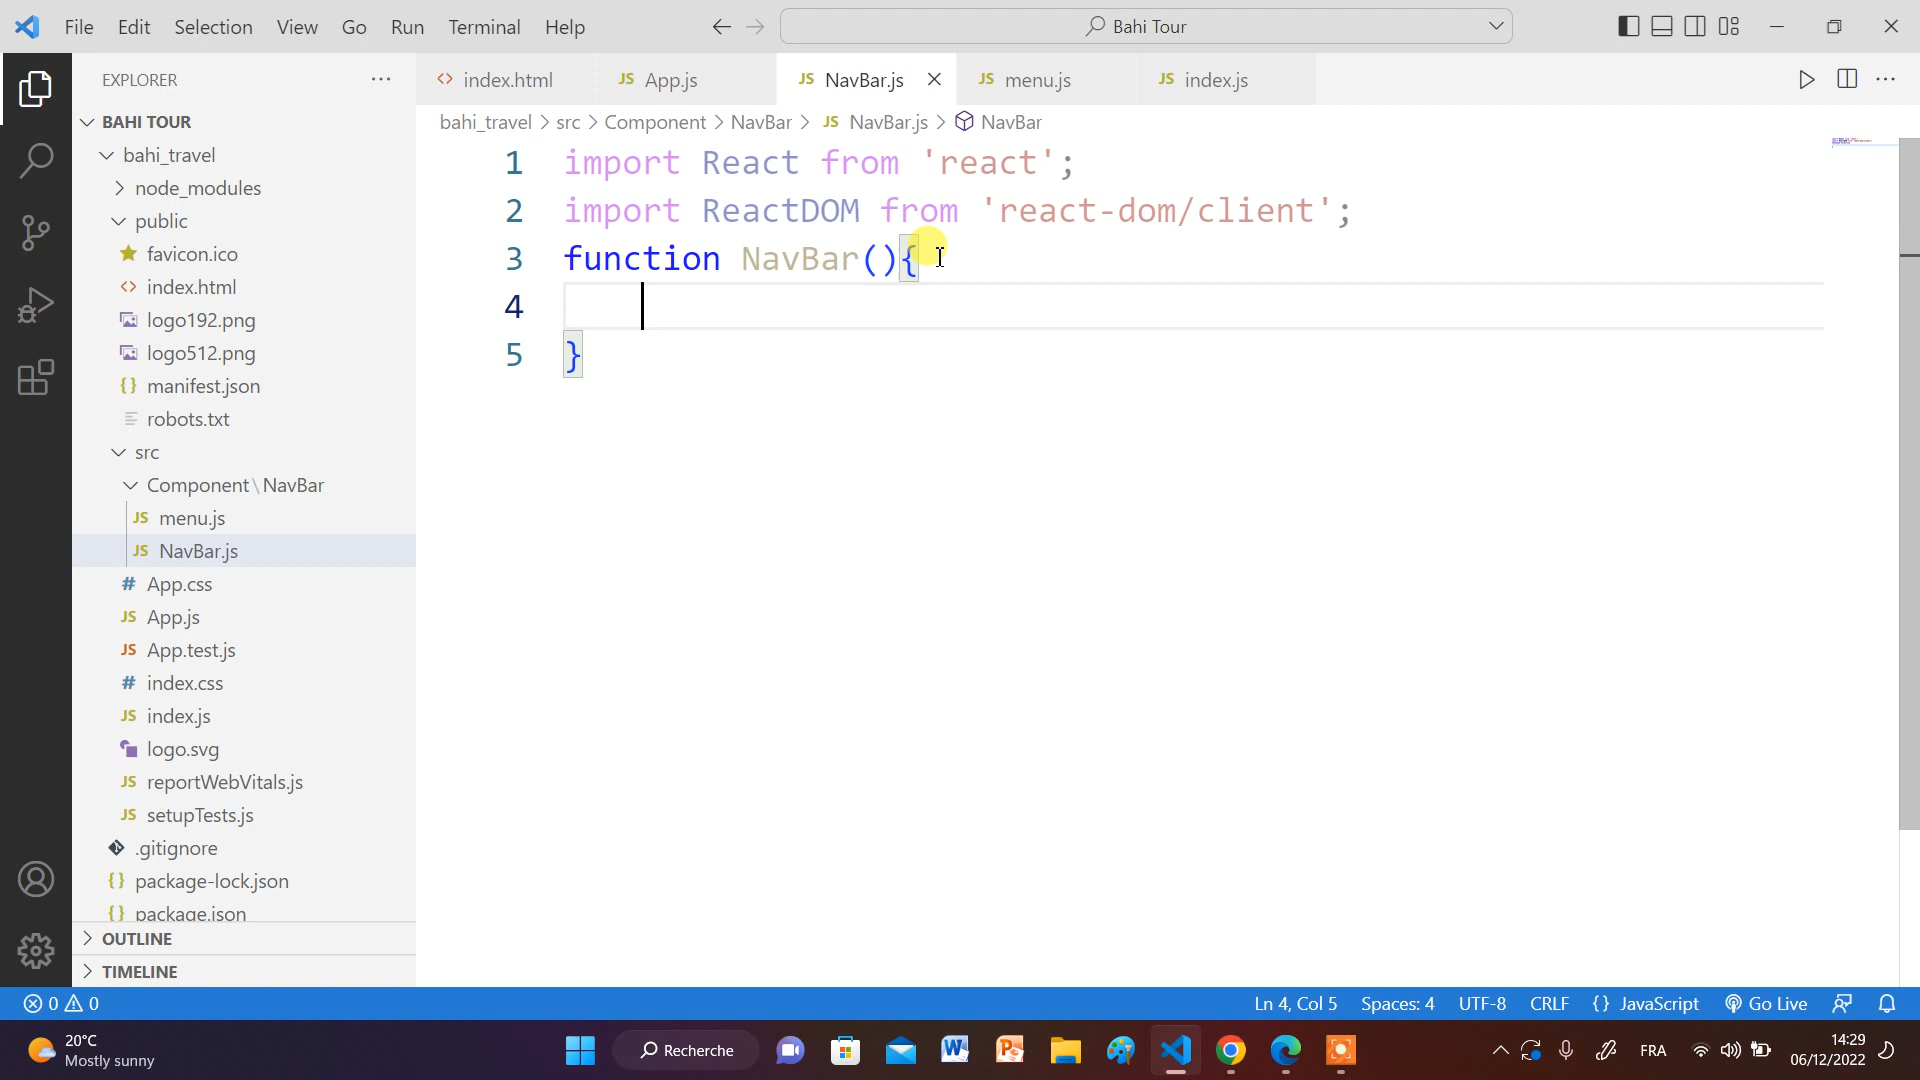 File Edit Selection View Go Run Terminal Help
Bahi Tour
EXPLORER
BAHI TOUR
bahi_travel
node_modules
public
favicon.ico
index.html
logo192.png
logo512.png
manifest.json
robots.txt
src
Component\NavBar
menu.js
NavBar.js
App.css
App.js
App.test.js
index.css
index.js
logo.svg
reportWebVitals.js
setupTests.js
.gitignore
package-lock.json
package.json
OUTLINE
TIMELINE
index.html JS App.js JS NavBar.js JS menu.js JS index.js
bahi_travel > src > Component > NavBar > JS NavBar.js > NavBar
1 import React from 'react';
2 import ReactDOM from 'react-dom/client';
3 function NavBar(){
4
5 }
0 0 Ln 4, Col 5 Spaces: 4 UTF-8 CRLF {} JavaScript Go Live
20°C
Mostly sunny
Recherche
FRA
14:29
06/12/2022